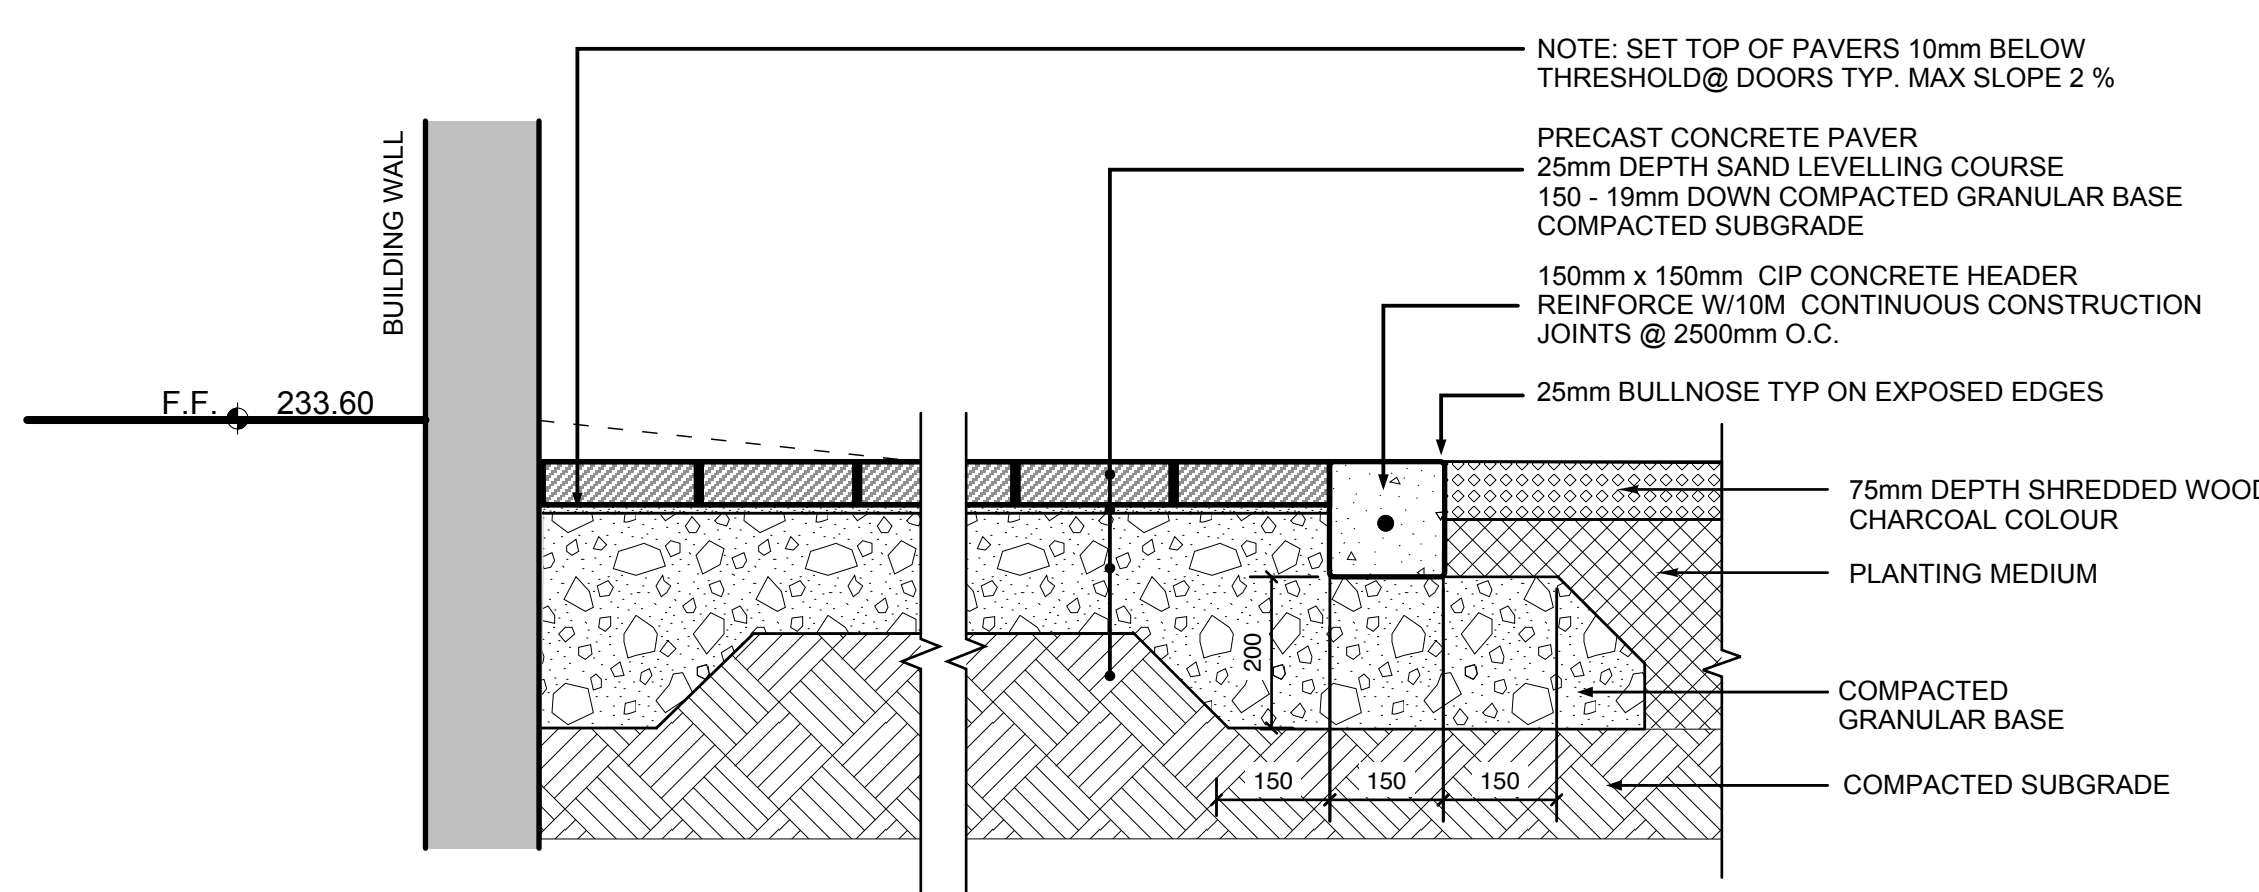 NOTE: SET TOP OF PAVERS 10mm BELOW
THRESHOLD@ DOORS TYP. MAX SLOPE 2 %
PRECAST CONCRETE PAVER
25mm DEPTH SAND LEVELLING COURSE
150 - 19mm DOWN COMPACTED GRANULAR BASE
COMPACTED SUBGRADE
150mm x 150mm CIP CONCRETE HEADER
REINFORCE W/10M CONTINUOUS CONSTRUCTION
JOINTS @ 2500mm O.C.
25mm BULLNOSE TYP ON EXPOSED EDGES
BUILDING WALL
F.F. 233.60
75mm DEPTH SHREDDED WOOD
CHARCOAL COLOUR
PLANTING MEDIUM
200
COMPACTED
GRANULAR BASE
150 150 150
COMPACTED SUBGRADE